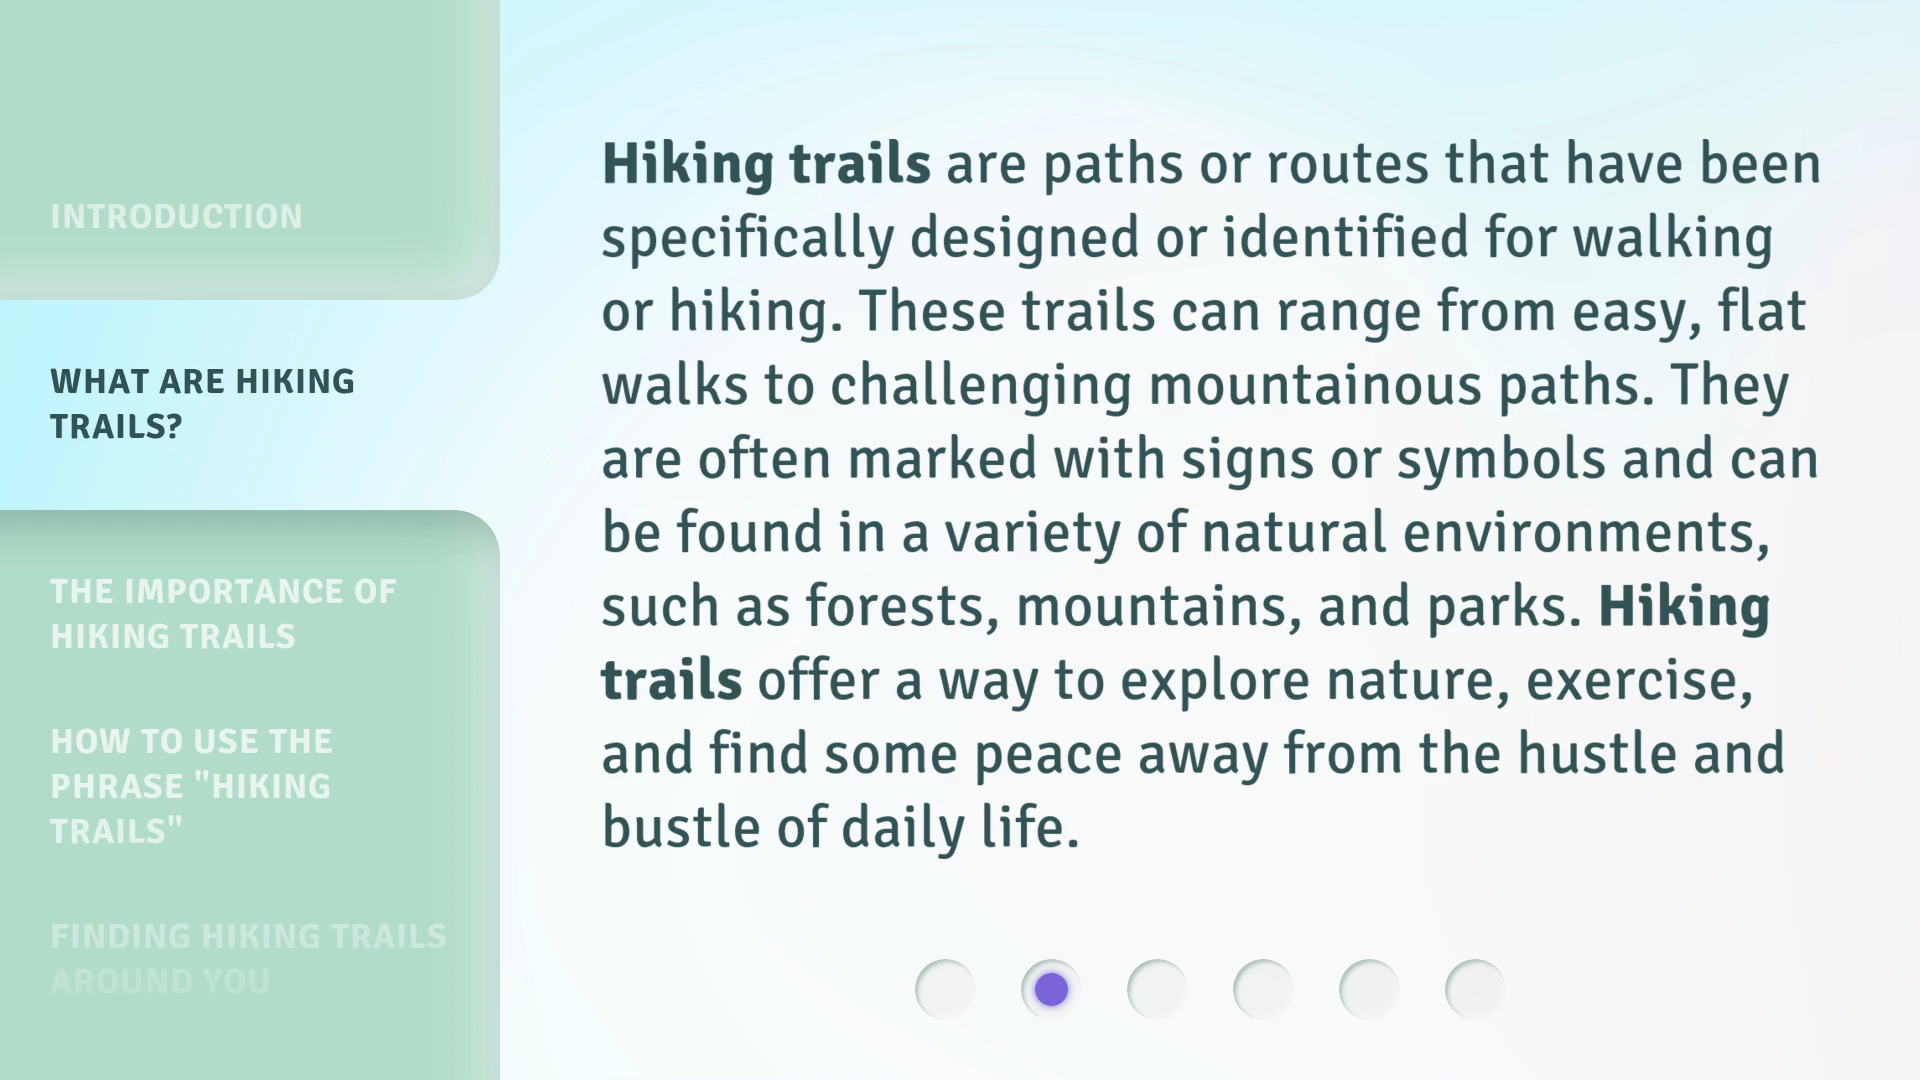 INTRODUCTION
WHAT ARE HIKING
TRAILS?
THE IMPORTANCE OF
HIKING TRAILS
HOW TO USE THE
PHRASE "HIKING
TRAILS"
FINDING HIKING TRAILS
AROUND YOU
Hiking trails are paths or routes that have been
specifically designed or identified for walking
or hiking. These trails can range from easy, flat
walks to challenging mountainous paths. They
are often marked with signs or symbols and can
be found in a variety of natural environments,
such as forests, mountains, and parks. Hiking
trails offer a way to explore nature, exercise,
and find some peace away from the hustle and
bustle of daily life.